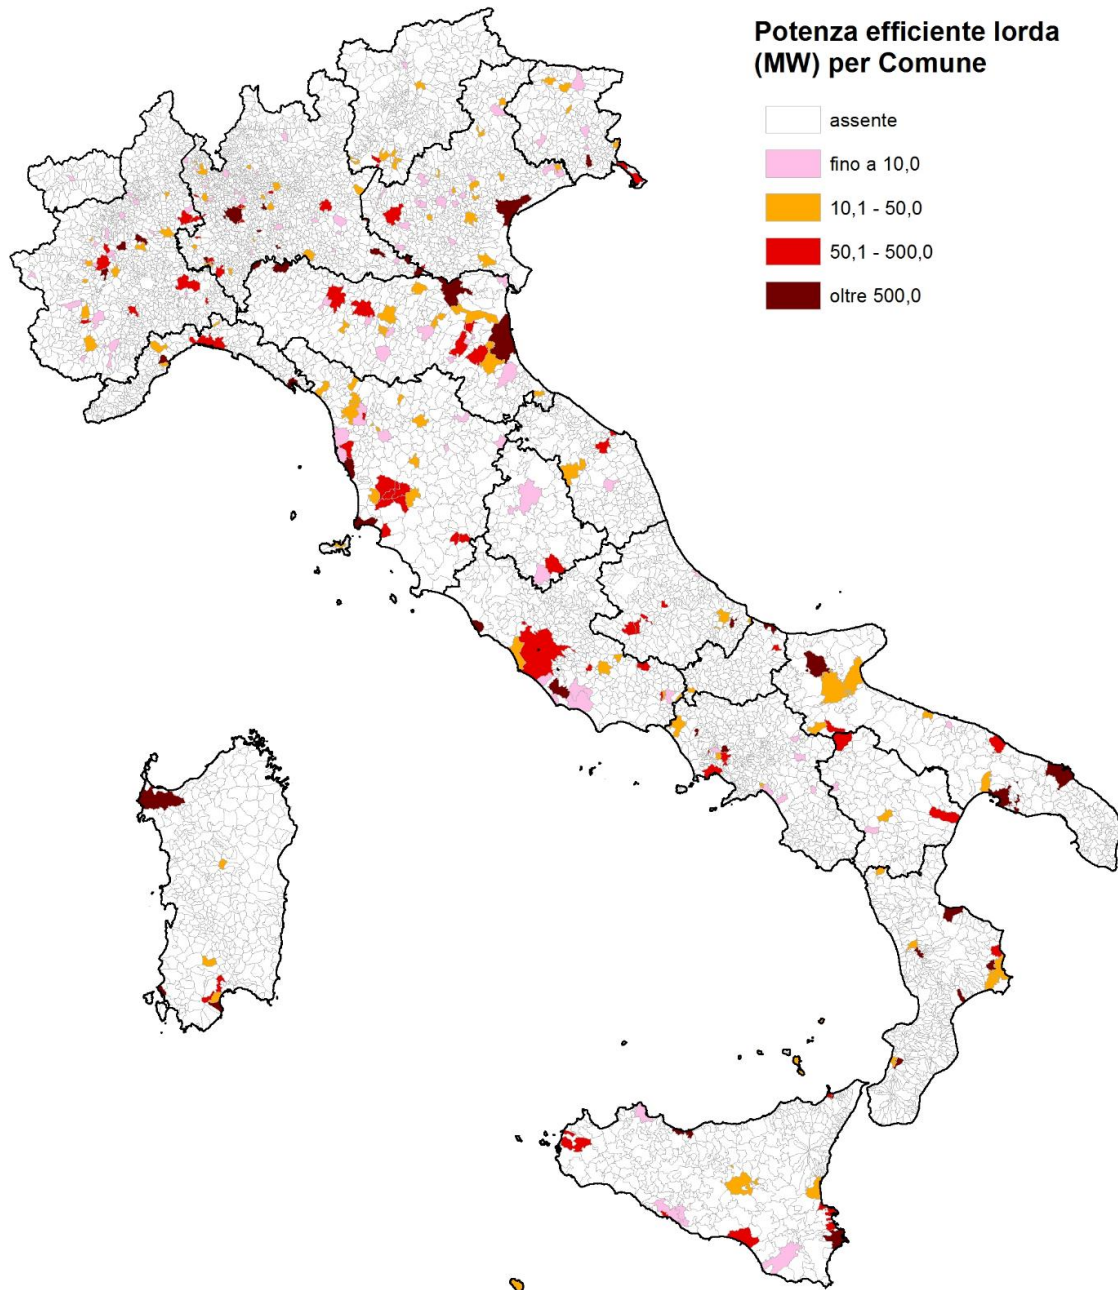 Potenza efficiente lorda
(MW) per Comune
assente
fino a 10,0
10,1 - 50,0
50,1 - 500,0
oltre 500,0